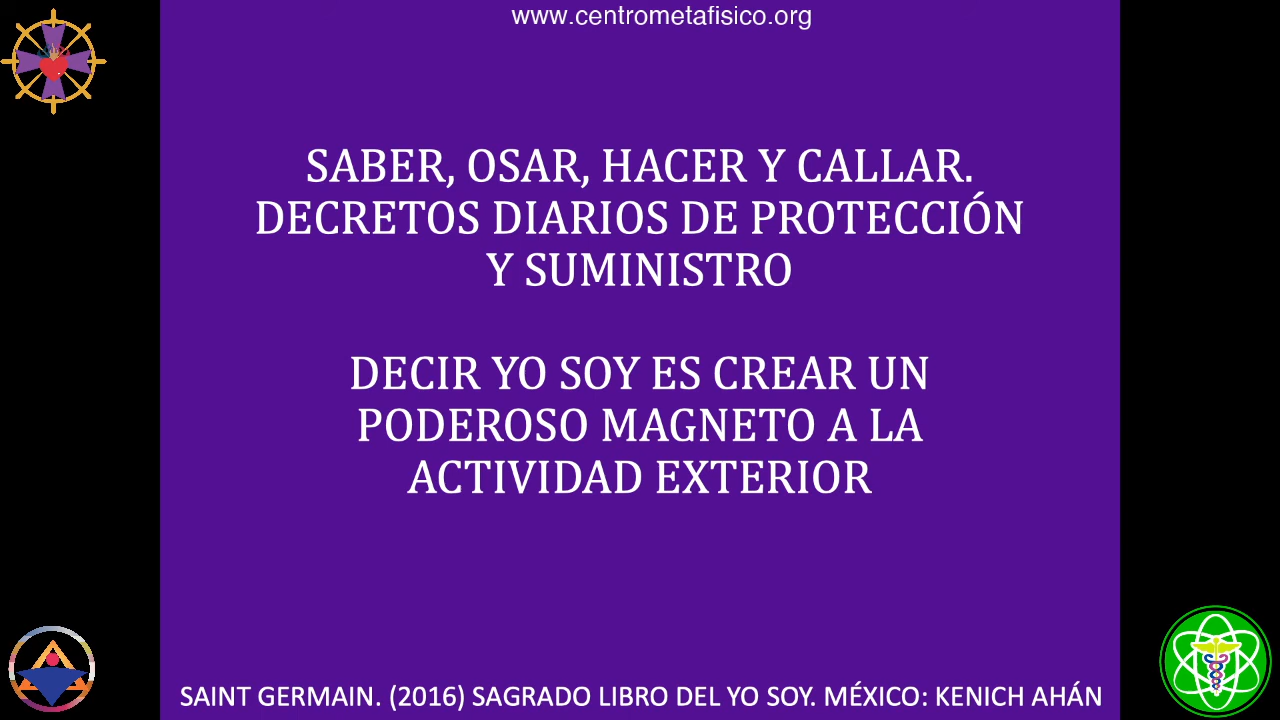 www.centrometafisico.org
SABER, OSAR, HACER Y CALLAR.
DECRETOS DIARIOS DE PROTECCIÓN
Y SUMINISTRO
DECIR YO SOY ES CREAR UN
PODEROSO MAGNETO A LA
ACTIVIDAD EXTERIOR
SAINT GERMAIN. (2016) SAGRADO LIBRO DEL YO SOY. MÉXICO: KENICH AHÁN